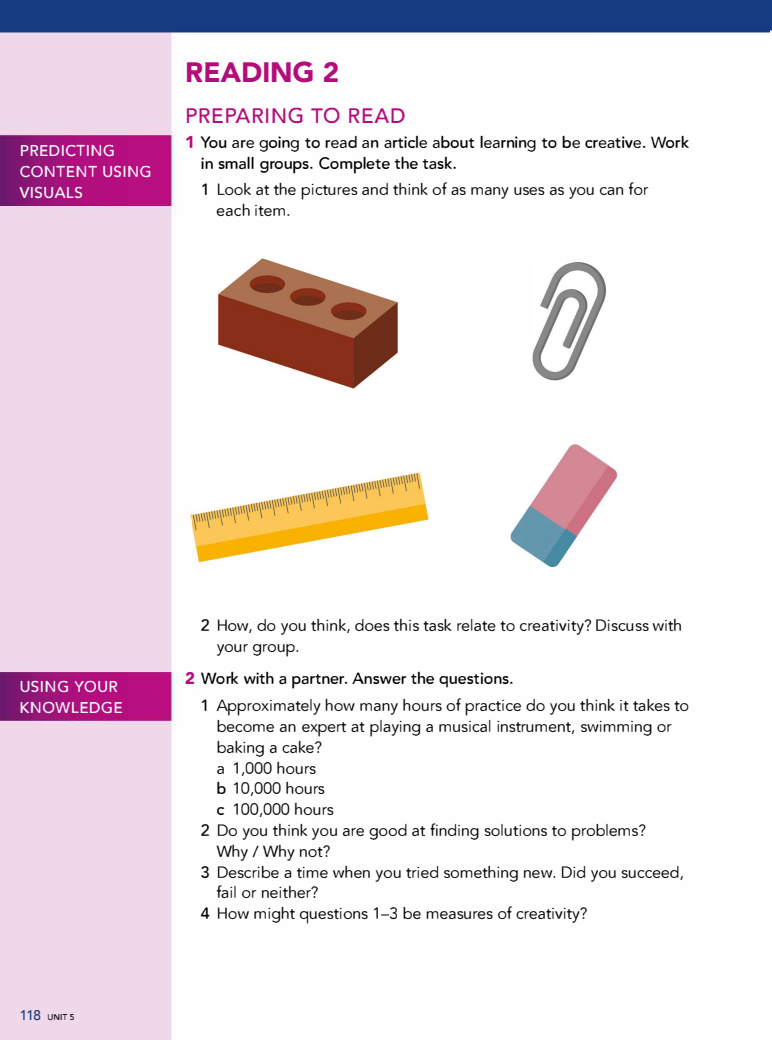 READING 2
PREPARING TO READ
PREDICTING
CONTENT USING
VISUALS
1 You are going to read an article about learning to be creative. Work
in small groups. Complete the task.
1 Look at the pictures and think of as many uses as you can for
each item.
2 How, do you think, does this task relate to creativity? Discuss with
your group.
USING YOUR
KNOWLEDGE
2 Work with a partner. Answer the questions.
1 Approximately how many hours of practice do you think it takes to
become an expert at playing a musical instrument, swimming or
baking a cake?
a 1,000 hours
b 10,000 hours
c 100,000 hours
2 Do you think you are good at finding solutions to problems?
Why / Why not?
3 Describe a time when you tried something new. Did you succeed,
fail or neither?
4 How might questions 1–3 be measures of creativity?
118 UNIT 5